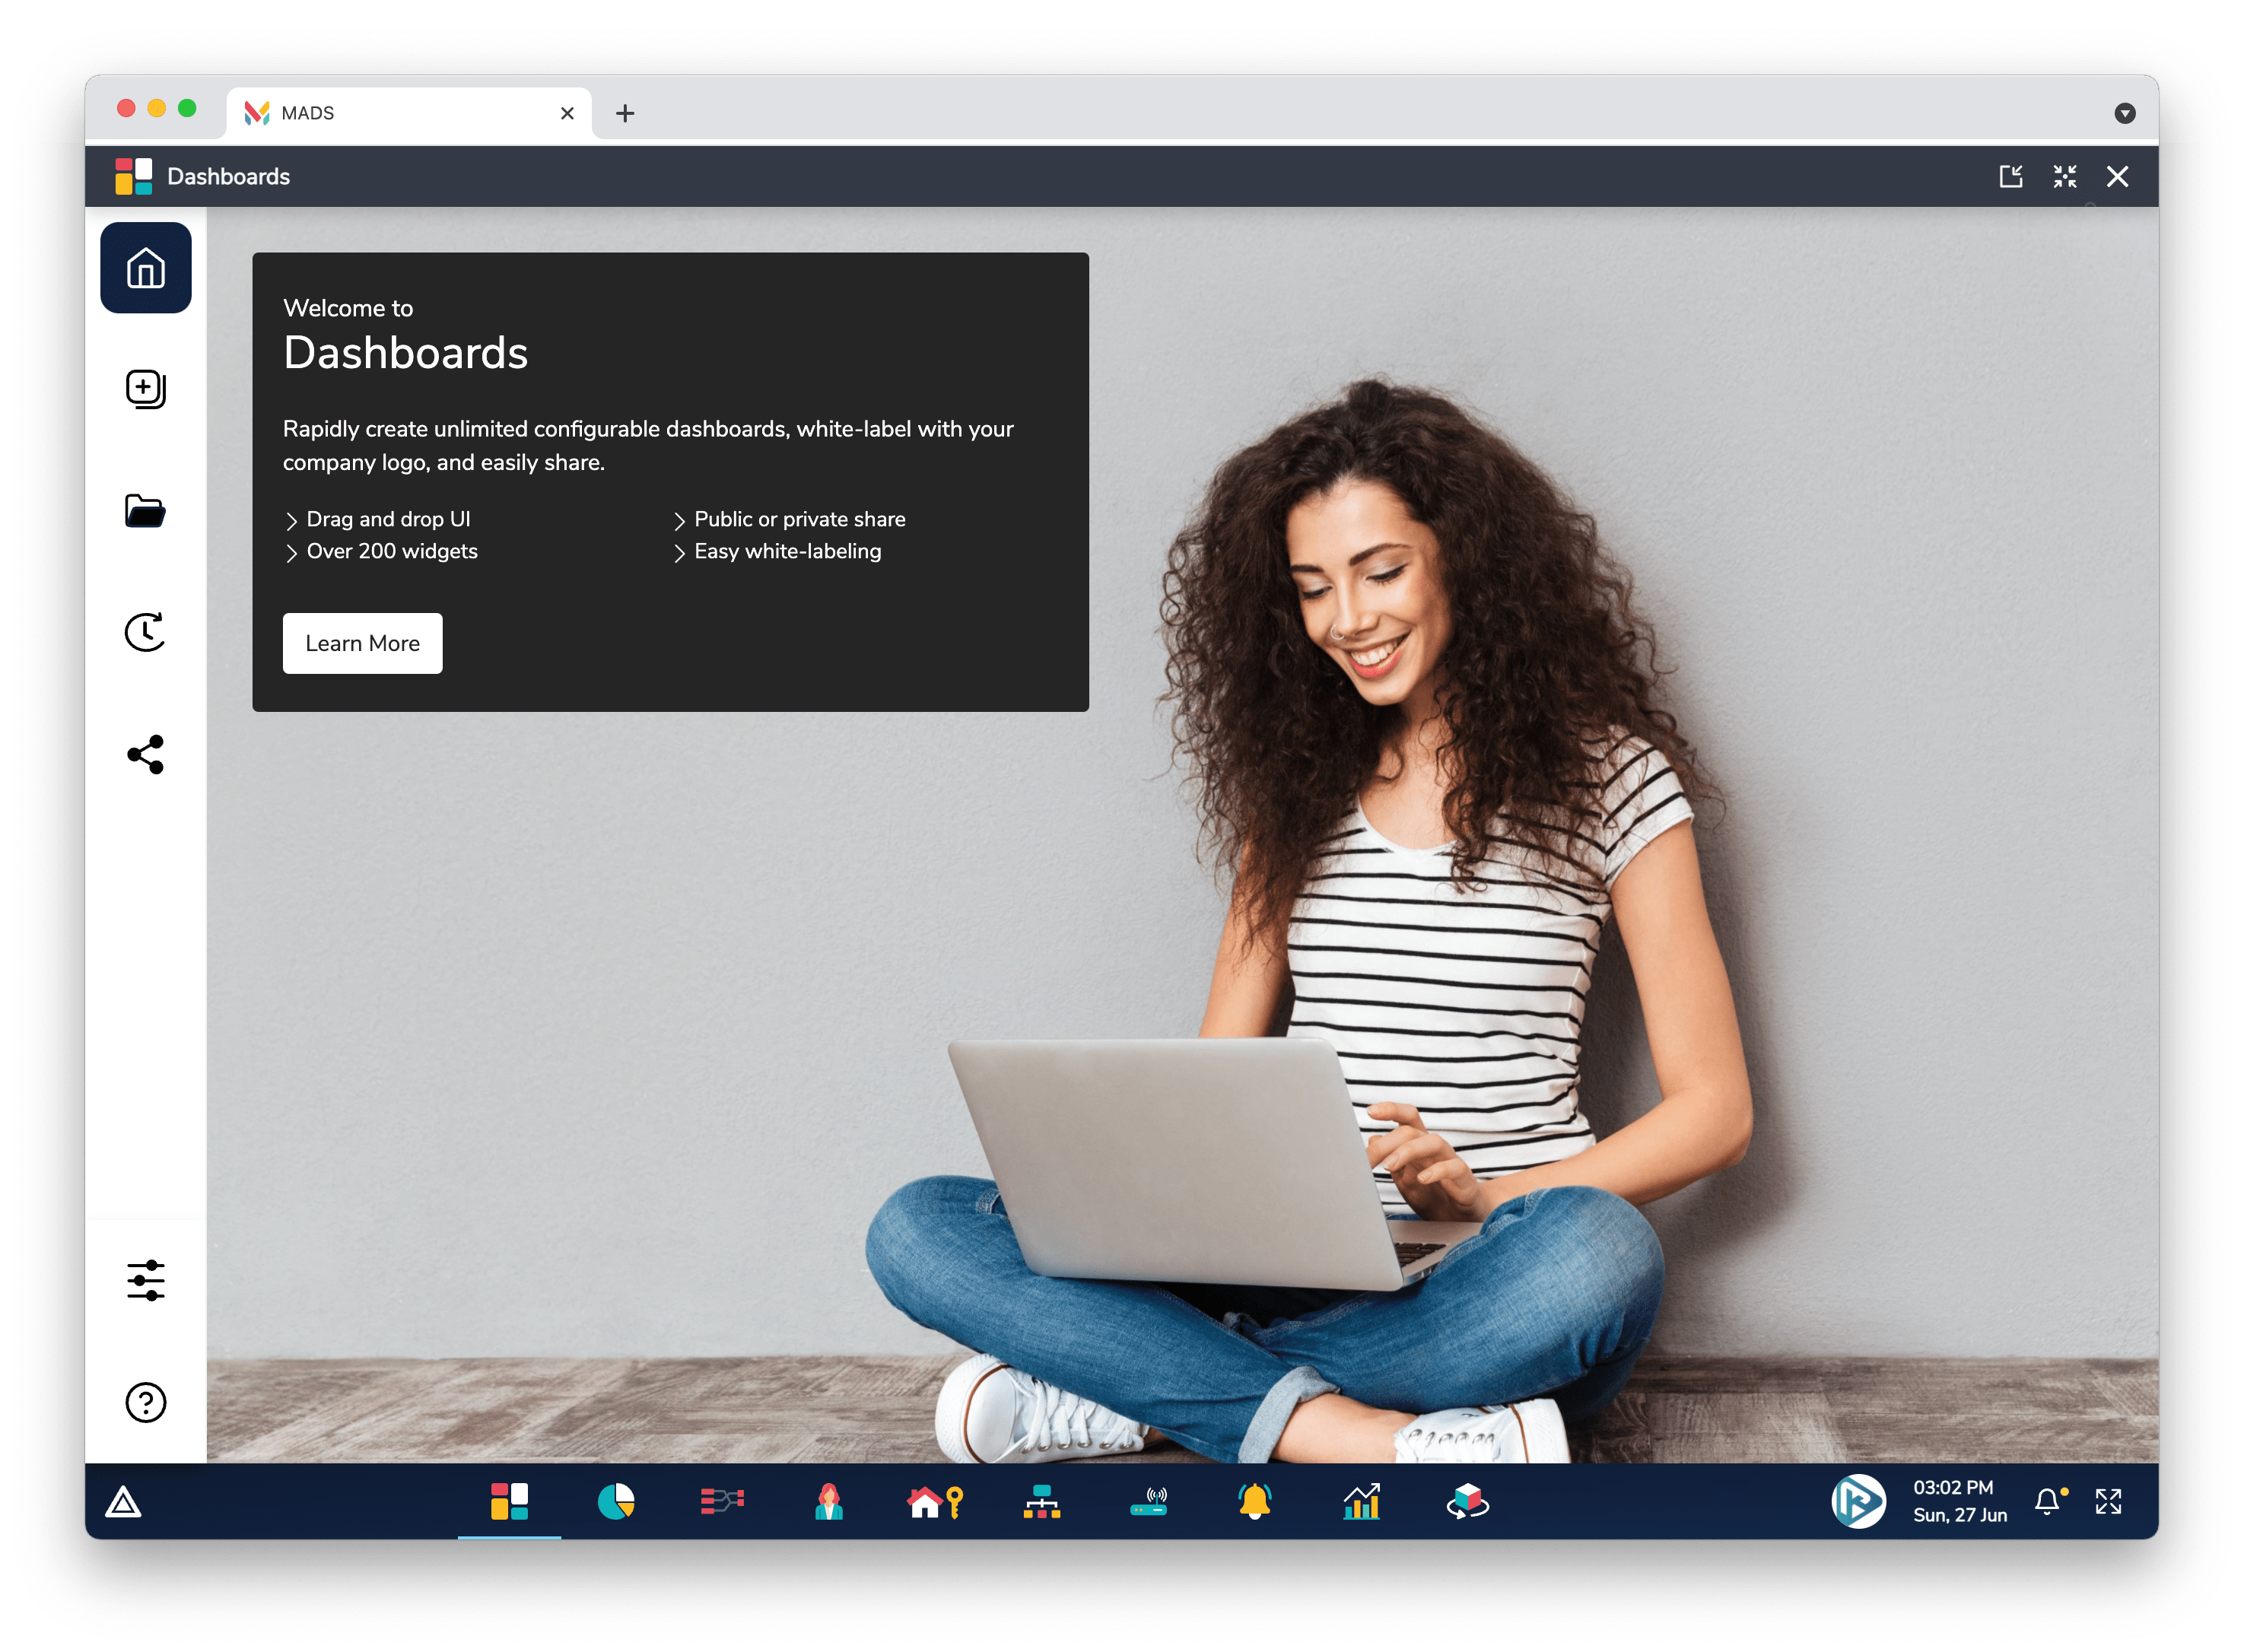 MADS
Dashboards
Welcome to
Dashboards
Rapidly create unlimited configurable dashboards, white-label with your
company logo, and easily share.
Drag and drop UI
Over 200 widgets
Public or private share
Easy white-labeling
Learn More
03:02 PM
Sun, 27 Jun